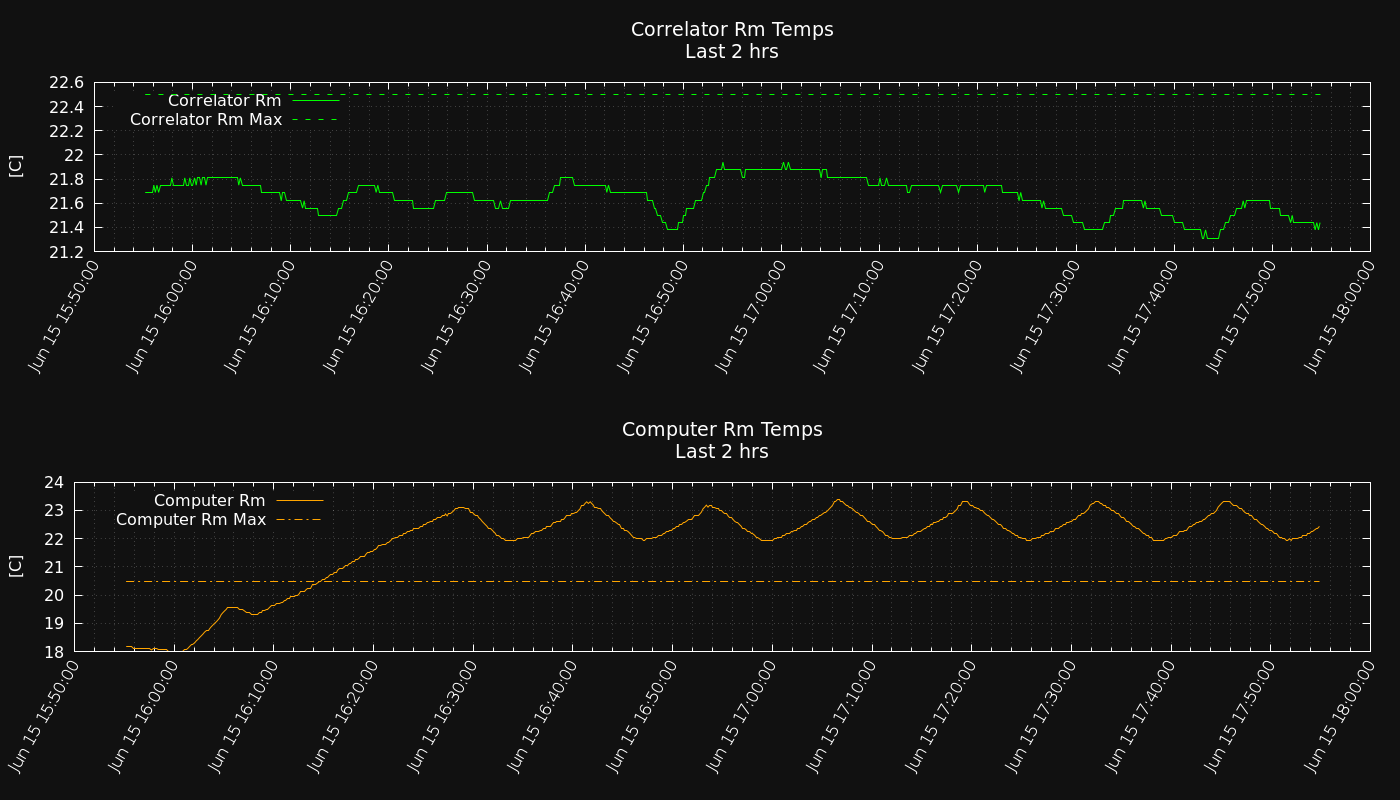 Correlator Rm Temps
Last 2 hrs
22.6
22.4
22.2
22
21.8
21.6
21.4
21.2
[C]
Correlator Rm
Correlator Rm Max
Jun 15 15:50:00
Jun 15 16:00:00
Jun 15 16:10:00
Jun 15 16:20:00
Jun 15 16:30:00
Jun 15 16:40:00
Jun 15 16:50:00
Jun 15 17:00:00
Jun 15 17:10:00
Jun 15 17:20:00
Jun 15 17:30:00
Jun 15 17:40:00
Jun 15 17:50:00
Jun 15 18:00:00
Computer Rm Temps
Last 2 hrs
24
23
22
21
20
19
18
[C]
Computer Rm
Computer Rm Max
Jun 15 15:50:00
Jun 15 16:00:00
Jun 15 16:10:00
Jun 15 16:20:00
Jun 15 16:30:00
Jun 15 16:40:00
Jun 15 16:50:00
Jun 15 17:00:00
Jun 15 17:10:00
Jun 15 17:20:00
Jun 15 17:30:00
Jun 15 17:40:00
Jun 15 17:50:00
Jun 15 18:00:00